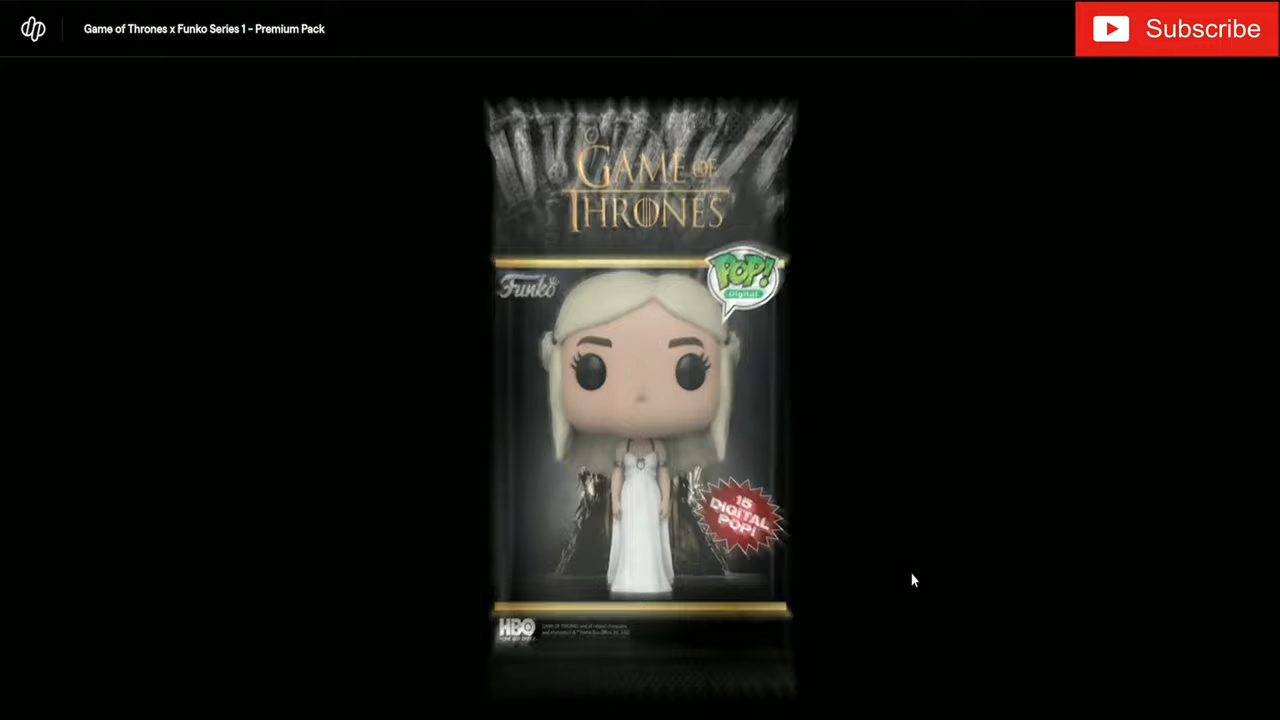 Game of Thrones x Funko Series 1 - Premium Pack
Subscribe
GAME OF
THRONES
Funko
POP!
Digital
15
DIGITAL
POP!
HBO